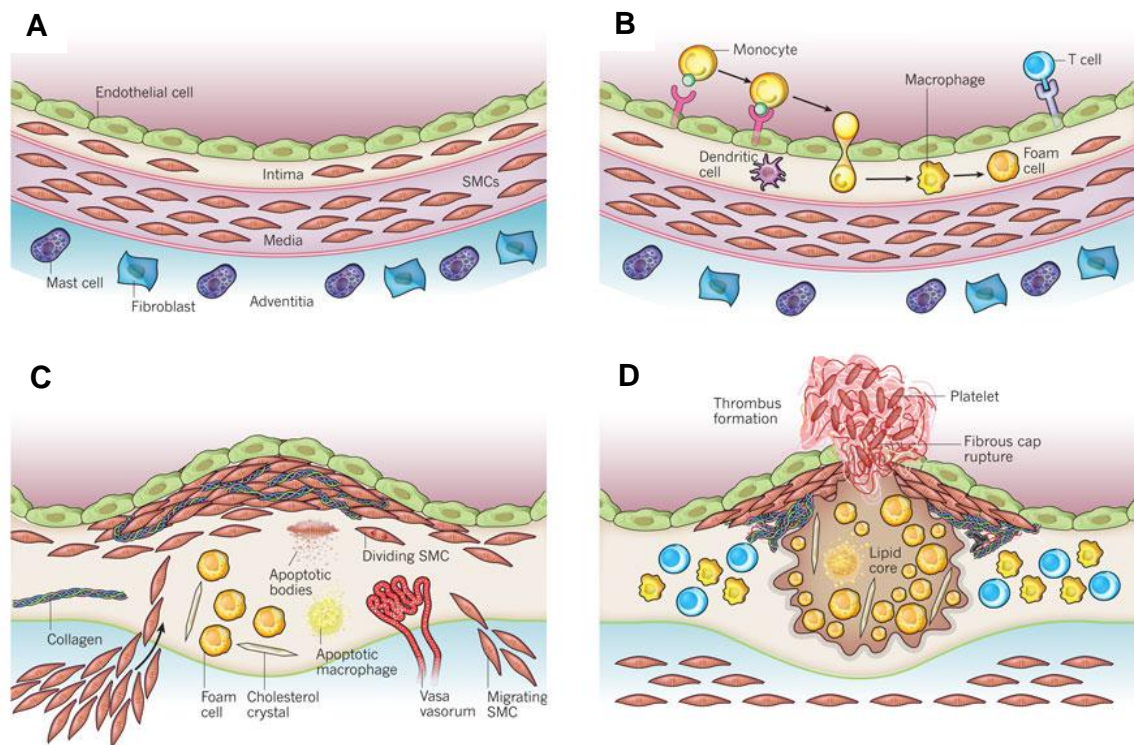 A
Endothelial cell
Intima
SMCs
Media
Mast cell
Fibroblast
Adventitia
B
Monocyte
T cell
Macrophage
Dendritic
cell
Foam
cell
C
Dividing SMC
Apoptotic
bodies
Collagen
Apoptotic
macrophage
Foam
cell
Cholesterol
crystal
Vasa
vasorum
Migrating
SMC
D
Thrombus
formation
Platelet
Fibrous cap
rupture
Lipid
core